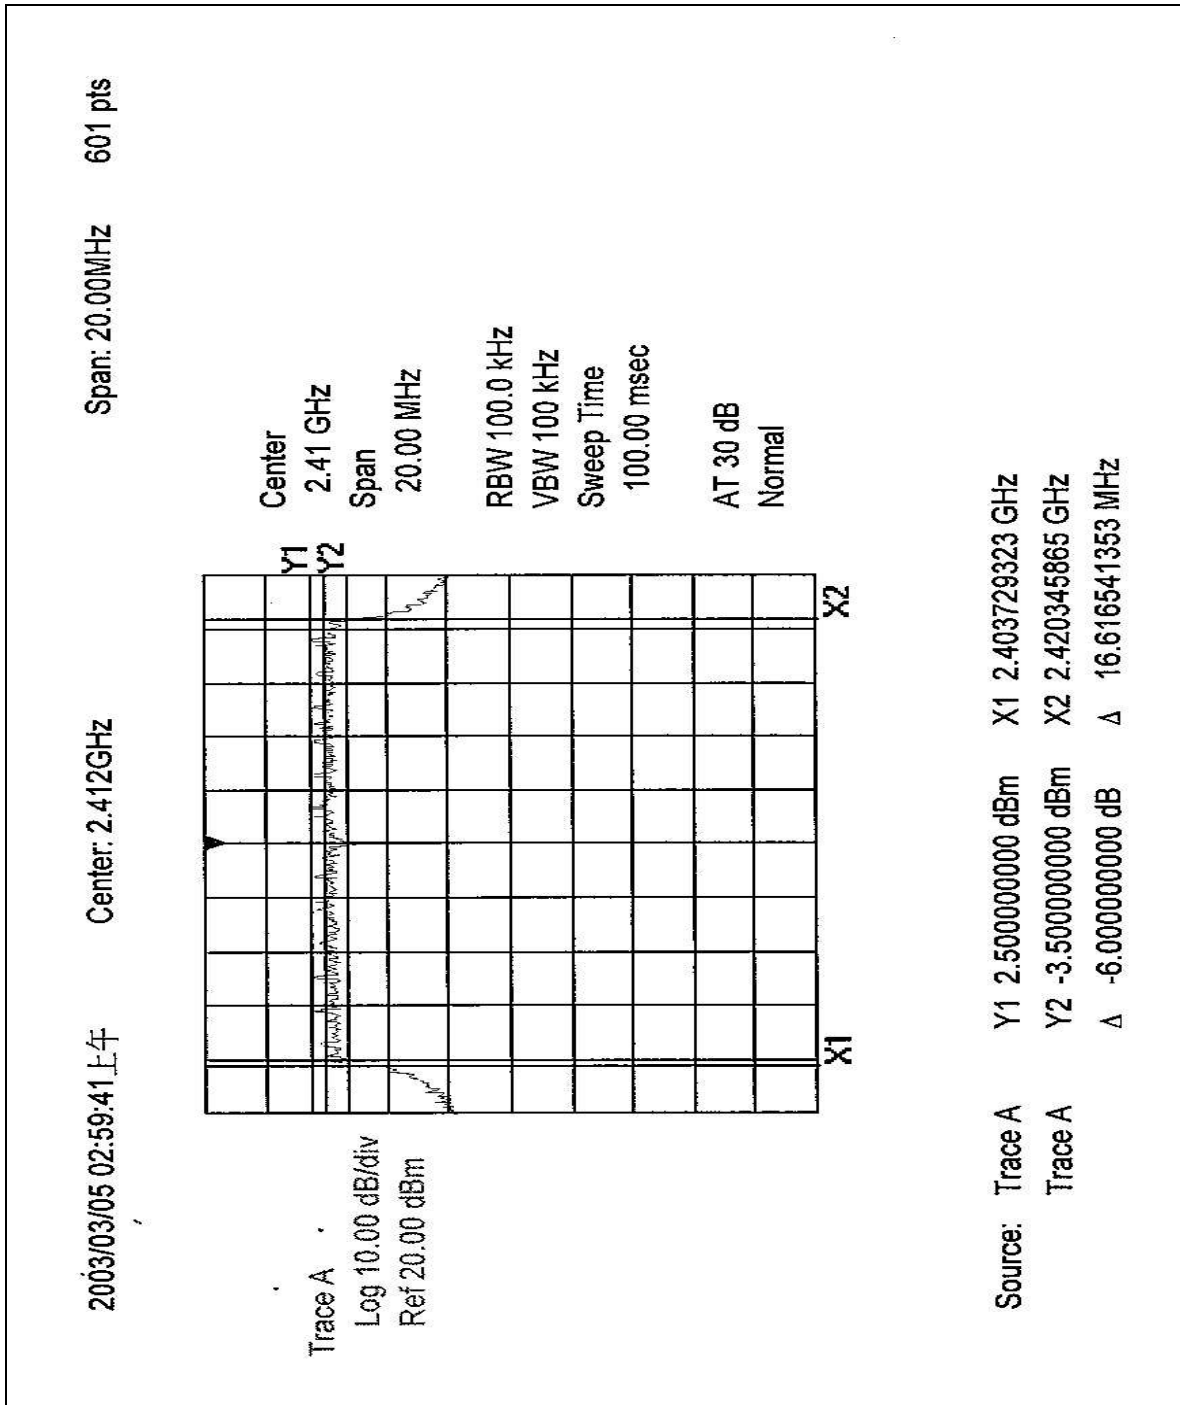 2003/03/05 02:59:41 上午 Center: 2.412GHz Span: 20.00MHz 601 pts
Trace A
Log 10.00 dB/div
Ref 20.00 dBm
Y1
Y2
X1
X2
Center
2.41 GHz
Span
20.00 MHz
RBW 100.0 kHz
VBW 100 kHz
Sweep Time
100.00 msec
AT 30 dB
Normal
Source: Trace A Y1 2.500000000 dBm X1 2.403729323 GHz
Trace A Y2 -3.500000000 dBm X2 2.420345865 GHz
Δ -6.000000000 dB Δ 16.616541353 MHz